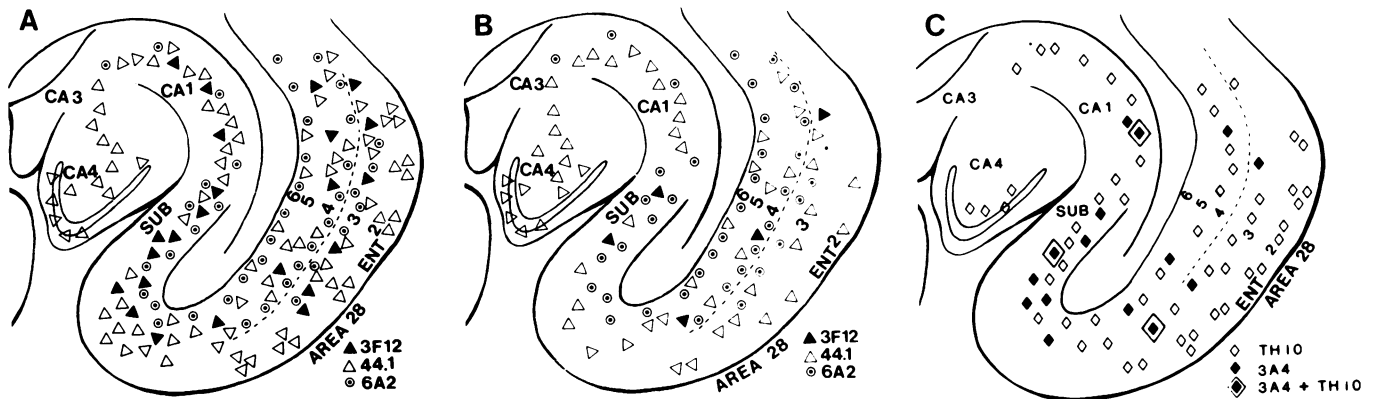 A
CA3
CA1
CA4
SUB
6
5
4
3
ENT 2
AREA 28
▲ 3F12
△ 44.1
⊙ 6A2
B
CA3
CA1
CA4
SUB
6
5
4
3
ENT2
AREA 28
▲ 3F12
△ 44.1
⊙ 6A2
C
CA3
CA1
CA4
SUB
6
5
4
3
ENT 2
AREA 28
◇ TH10
◆ 3A4
3A4 + TH10